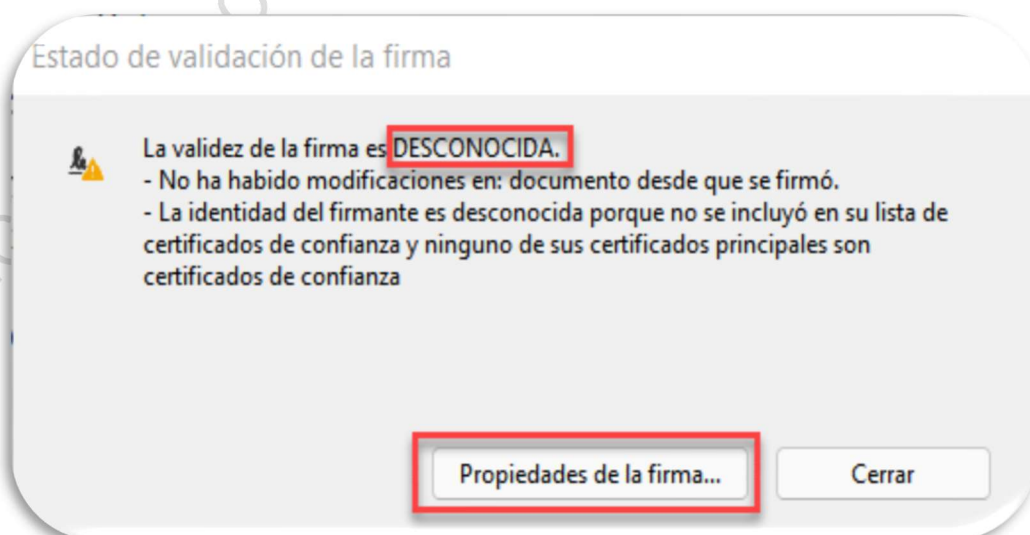 Estado de validación de la firma
La validez de la firma es DESCONOCIDA.
- No ha habido modificaciones en: documento desde que se firmó.
- La identidad del firmante es desconocida porque no se incluyó en su lista de
certificados de confianza y ninguno de sus certificados principales son
certificados de confianza
Propiedades de la firma...
Cerrar